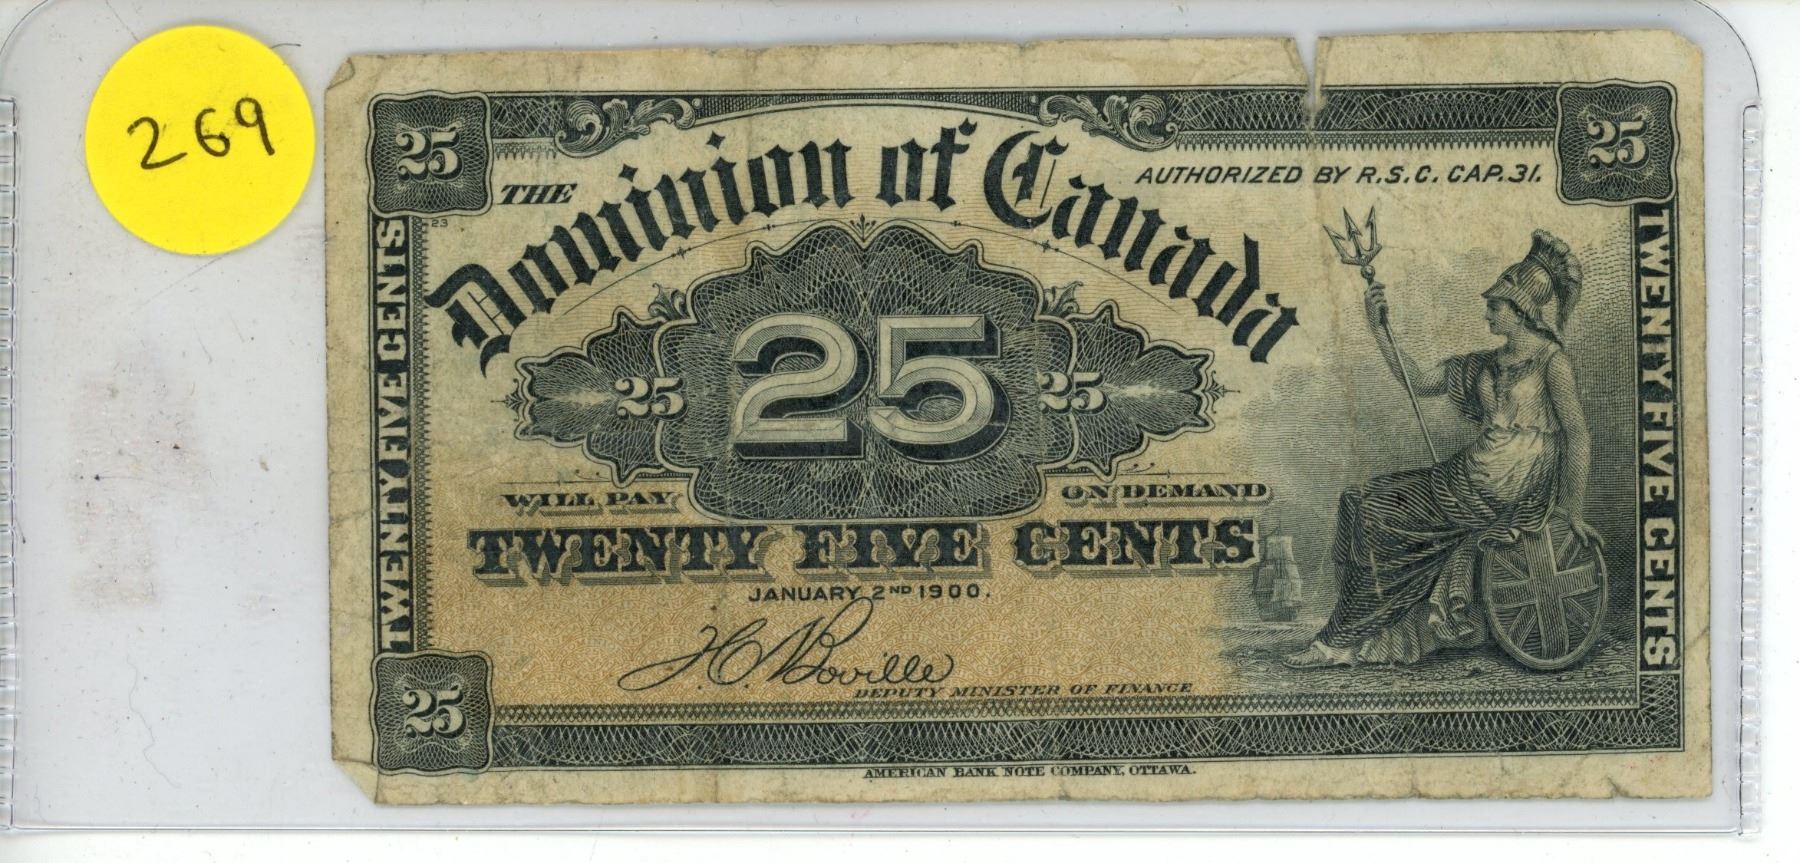 269
25
25
THE Dominion of Canada
AUTHORIZED BY R.S.C. CAP. 31.
23
TWENTY FIVE CENTS
TWENTY FIVE CENTS
25 25 25
WILL PAY ON DEMAND
TWENTY FIVE CENTS
JANUARY 2ND 1900.
J.C. Boville
DEPUTY MINISTER OF FINANCE
25
AMERICAN BANK NOTE COMPANY, OTTAWA.